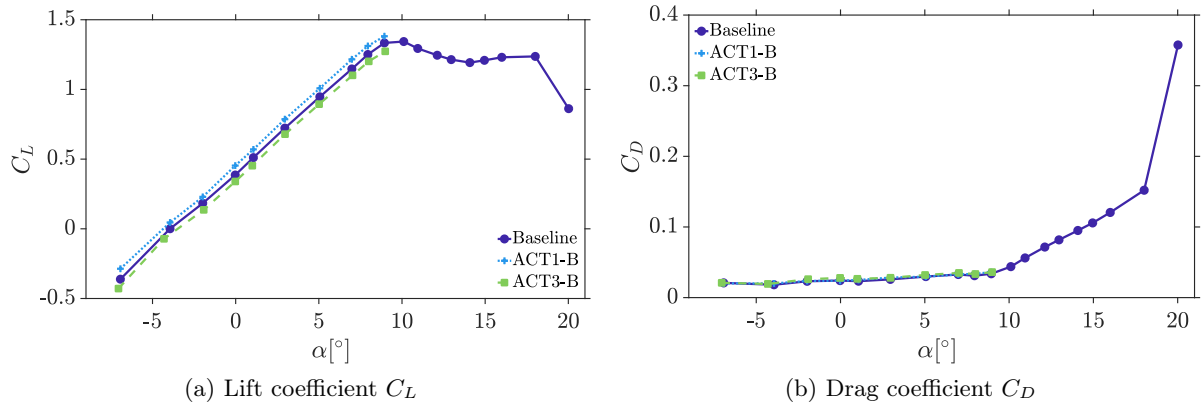 1.5
1
0.5
0
-0.5
C_L
-5
0
5
10
15
20
α[°]
Baseline
ACT1-B
ACT3-B
(a) Lift coefficient C_L
0.4
0.3
0.2
0.1
0
C_D
-5
0
5
10
15
20
α[°]
Baseline
ACT1-B
ACT3-B
(b) Drag coefficient C_D